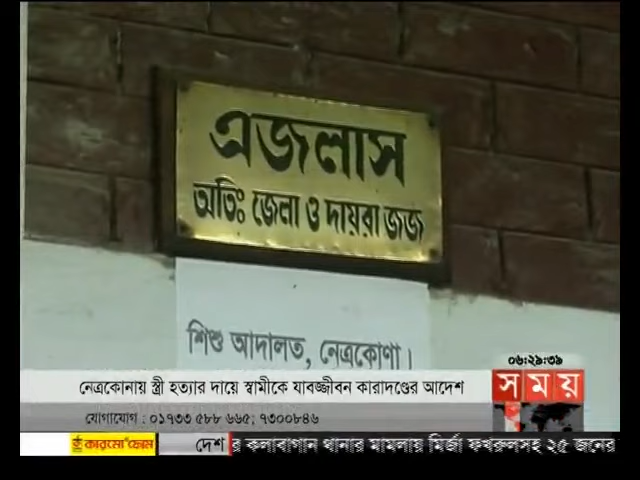 এজলাস
অতিঃ জেলা ও দায়রা জজ
শিশু আদালত, নেত্রকোণা।
০৬:২৯:৩৯
সময়
নেত্রকোনায় স্ত্রী হত্যার দায়ে স্বামীকে যাবজ্জীবন কারাদণ্ডের আদেশ
যোগাযোগ : ০১৭৩৩ ৫৮৮ ৬৬৫; ৭৩০০৮৪৬
কারমো ফোম দেশ র কলাবাগান থানার মামলায় মির্জা ফখরুলসহ ২৫ জনের